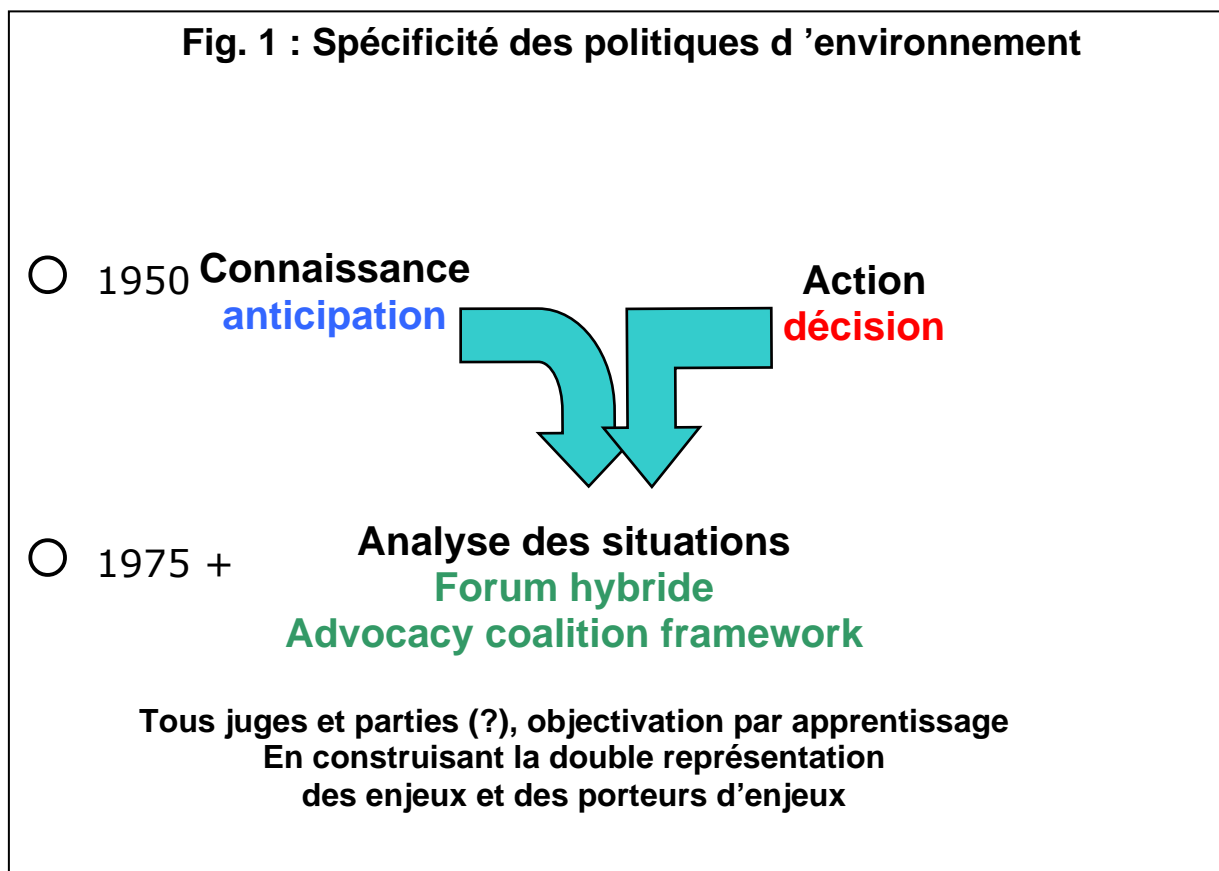 Fig. 1 : Spécificité des politiques d ’environnement
1950 Connaissance
anticipation
Action
décision
1975 +
Analyse des situations
Forum hybride
Advocacy coalition framework
Tous juges et parties (?), objectivation par apprentissage
En construisant la double représentation
des enjeux et des porteurs d’enjeux